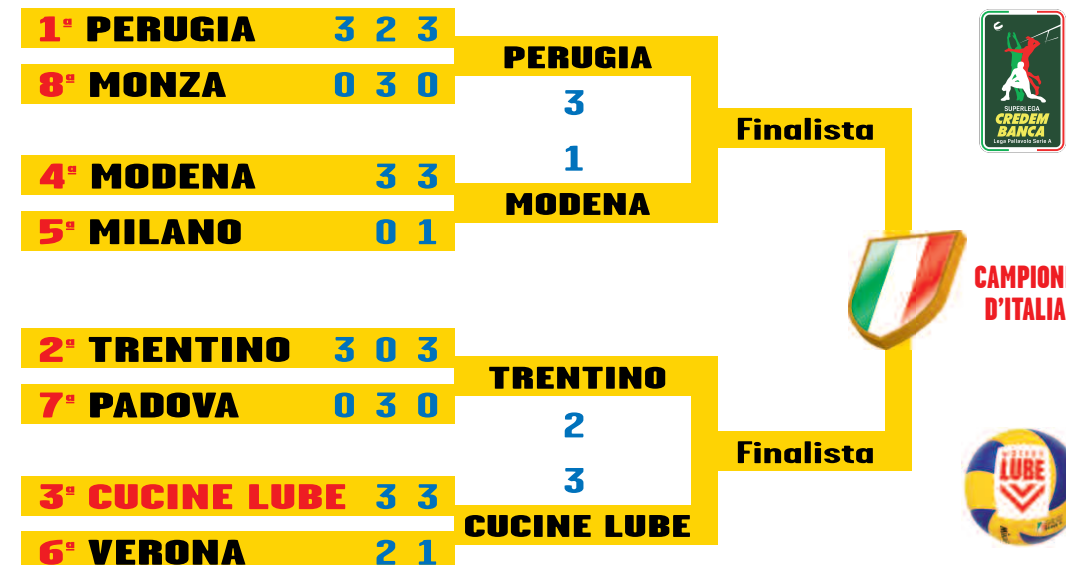 1ª PERUGIA 3 2 3
8ª MONZA 0 3 0
PERUGIA
3
1
MODENA
4ª MODENA 3 3
5ª MILANO 0 1
Finalista
SUPERLEGA
CREDEM
BANCA
Lega Pallavolo Serie A
CAMPION
D'ITALIA
2ª TRENTINO 3 0 3
7ª PADOVA 0 3 0
TRENTINO
2
3
CUCINE LUBE
3ª CUCINE LUBE 3 3
6ª VERONA 2 1
Finalista
LUBE